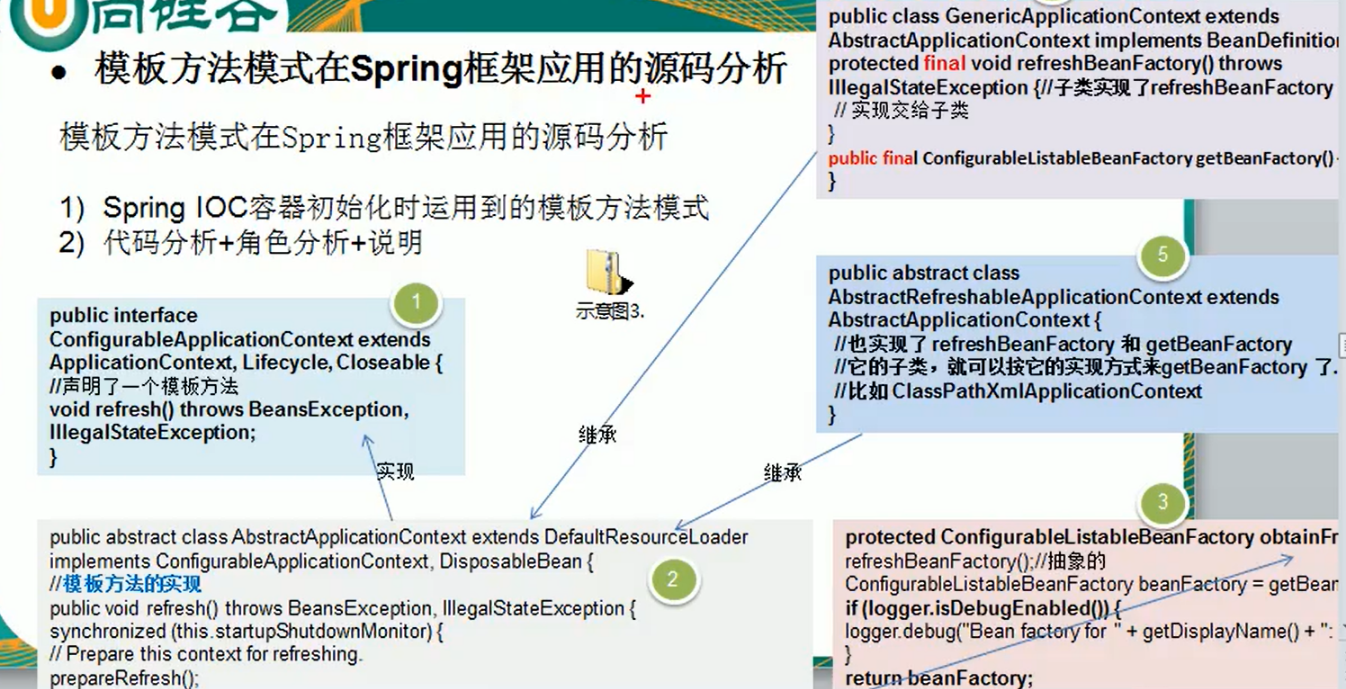 尚硅谷
● 模板方法模式在Spring框架应用的源码分析
模板方法模式在Spring框架应用的源码分析
1) Spring IOC容器初始化时运用到的模板方法模式
2) 代码分析+角色分析+说明
示意图3.
1
public interface
ConfigurableApplicationContext extends
ApplicationContext, Lifecycle, Closeable {
//声明了一个模板方法
void refresh() throws BeansException,
IllegalStateException;
}
实现
继承
继承
public abstract class AbstractApplicationContext extends DefaultResourceLoader
implements ConfigurableApplicationContext, DisposableBean {
//模板方法的实现
2
public void refresh() throws BeansException, IllegalStateException {
synchronized (this.startupShutdownMonitor) {
// Prepare this context for refreshing.
prepareRefresh();
public class GenericApplicationContext extends
AbstractApplicationContext implements BeanDefinition
protected final void refreshBeanFactory() throws
IllegalStateException {//子类实现了refreshBeanFactory
// 实现交给子类
}
public final ConfigurableListableBeanFactory getBeanFactory()
}
5
public abstract class
AbstractRefreshableApplicationContext extends
AbstractApplicationContext {
//也实现了 refreshBeanFactory 和 getBeanFactory
//它的子类，就可以按它的实现方式来getBeanFactory 了.
//比如 ClassPathXmlApplicationContext
}
3
protected ConfigurableListableBeanFactory obtainFr
refreshBeanFactory();//抽象的
ConfigurableListableBeanFactory beanFactory = getBean
if (logger.isDebugEnabled()) {
logger.debug("Bean factory for " + getDisplayName() + ":
}
return beanFactory;